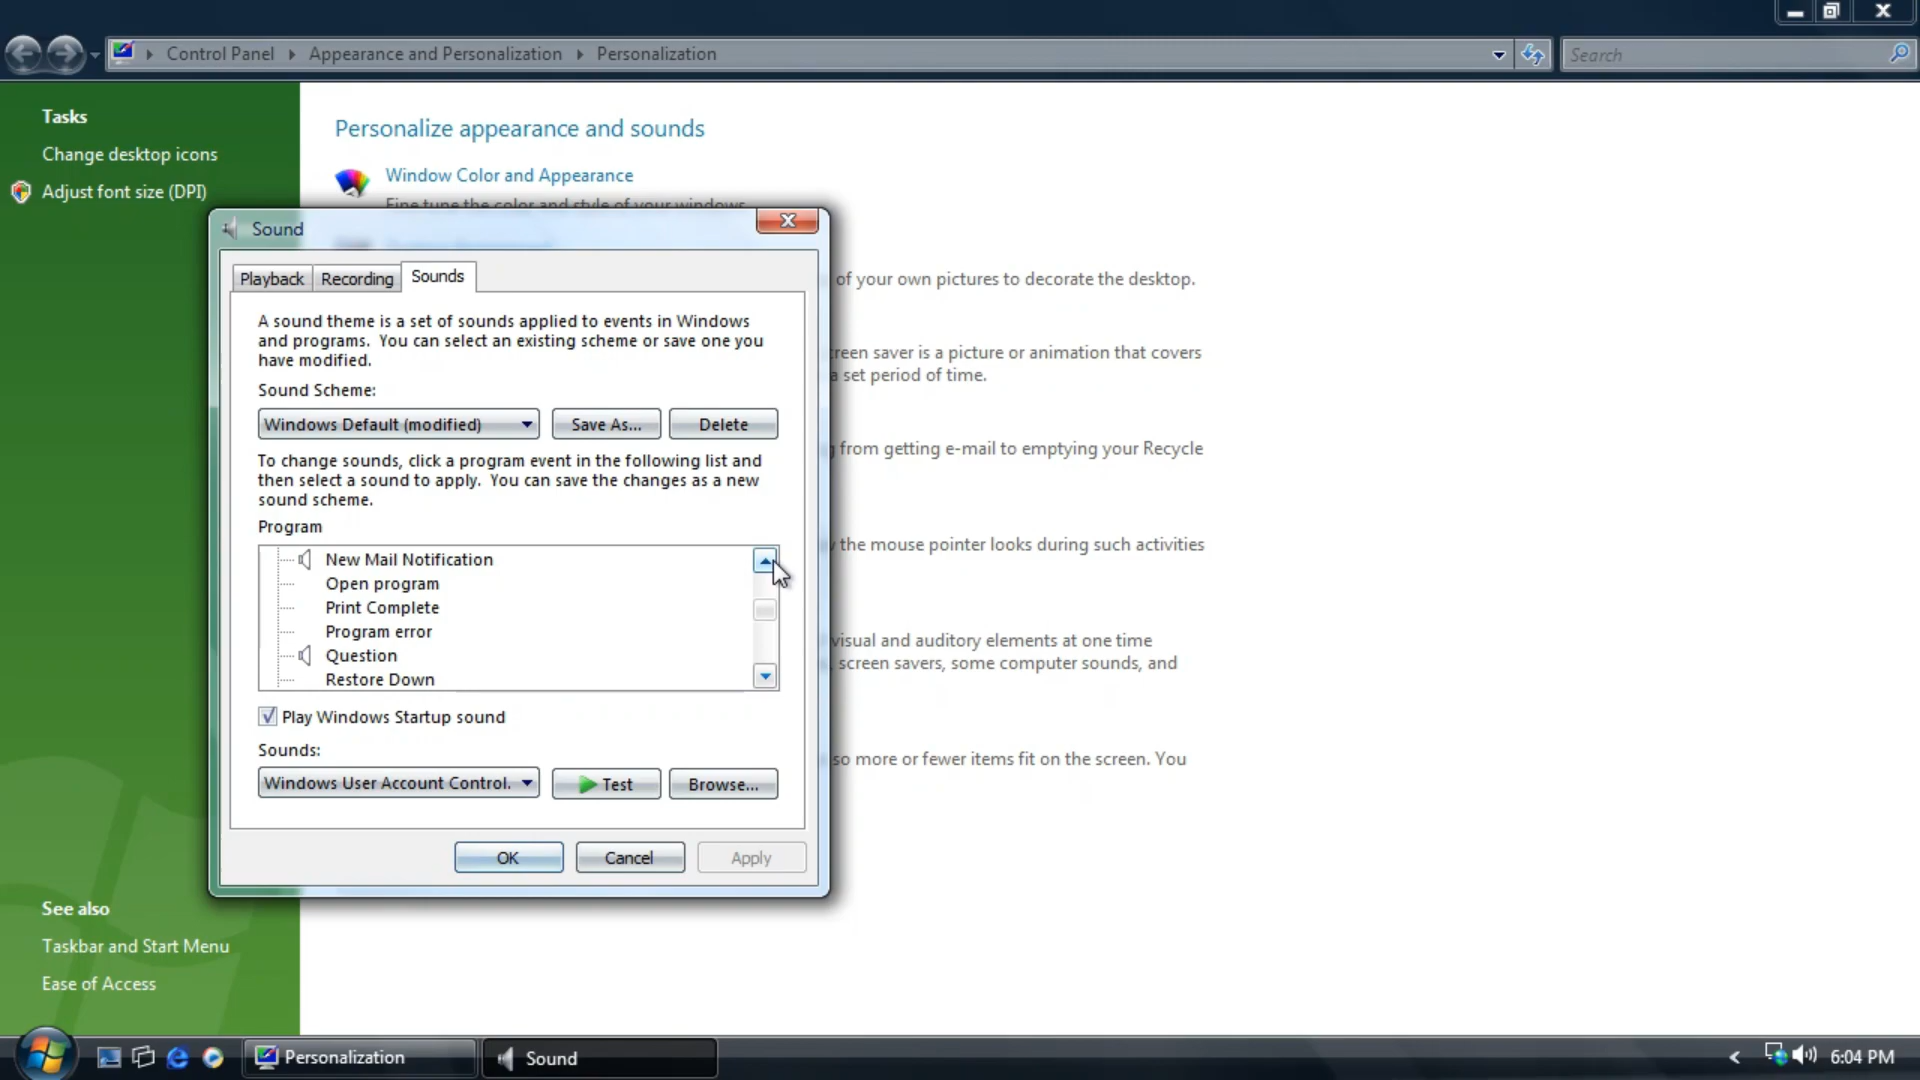 Control Panel
Appearance and Personalization
Personalization
Search
Tasks
Change desktop icons
Adjust font size (DPI)
Personalize appearance and sounds
Window Color and Appearance
Fine tune the color and style of your windows.
Sound
Playback
Recording
Sounds
of your own pictures to decorate the desktop.
A sound theme is a set of sounds applied to events in Windows
and programs. You can select an existing scheme or save one you
have modified.
reen saver is a picture or animation that covers
a set period of time.
Sound Scheme:
Windows Default (modified)
Save As...
Delete
from getting e-mail to emptying your Recycle
To change sounds, click a program event in the following list and
then select a sound to apply. You can save the changes as a new
sound scheme.
Program
the mouse pointer looks during such activities
New Mail Notification
Open program
Print Complete
Program error
Question
Restore Down
visual and auditory elements at one time
screen savers, some computer sounds, and
Play Windows Startup sound
Sounds:
Windows User Account Control.
Test
Browse...
so more or fewer items fit on the screen. You
OK
Cancel
Apply
See also
Taskbar and Start Menu
Ease of Access
Personalization
Sound
6:04 PM